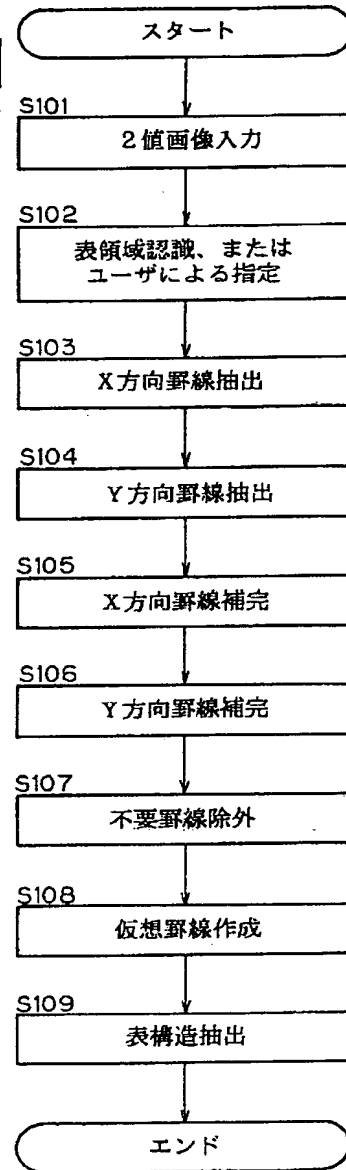 スタート
S101
2値画像入力
S102
表領域認識、または
ユーザによる指定
S103
X方向罫線抽出
S104
Y方向罫線抽出
S105
X方向罫線補完
S106
Y方向罫線補完
S107
不要罫線除外
S108
仮想罫線作成
S109
表構造抽出
エンド